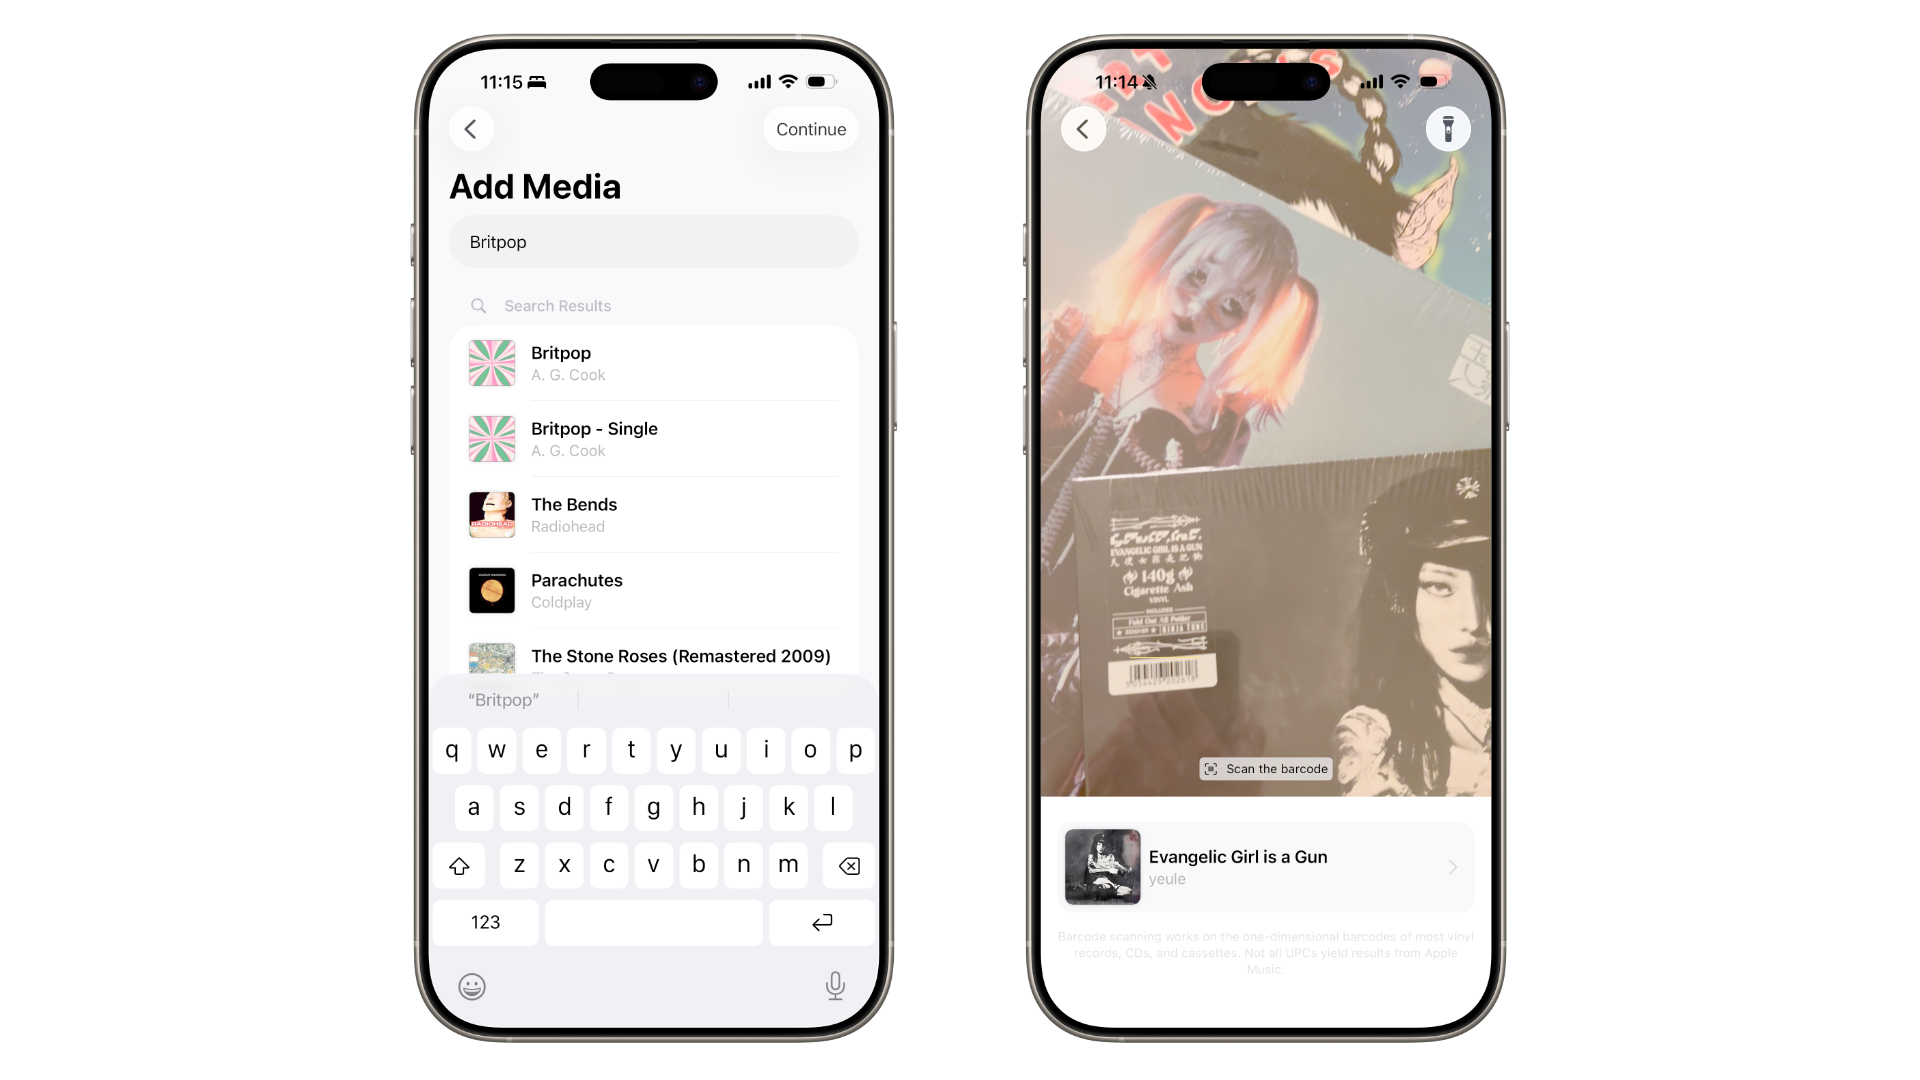 11:15
Continue
Add Media
Britpop
Search Results
Britpop
A. G. Cook
Britpop - Single
A. G. Cook
The Bends
Radiohead
Parachutes
Coldplay
The Stone Roses (Remastered 2009)
“Britpop”
q w e r t y u i o p
a s d f g h j k l
z x c v b n m
123
11:14
EVANGELIC GIRL IS A GUN
140g
Cigarette Ash
VINYL
INCLUDES
Fold Out A2 Poster
NINJA TUNE
Scan the barcode
Evangelic Girl is a Gun
yeule
Barcode scanning works on the one-dimensional barcodes of most vinyl
records, CDs, and cassettes. Not all UPCs yield results from Apple
Music.